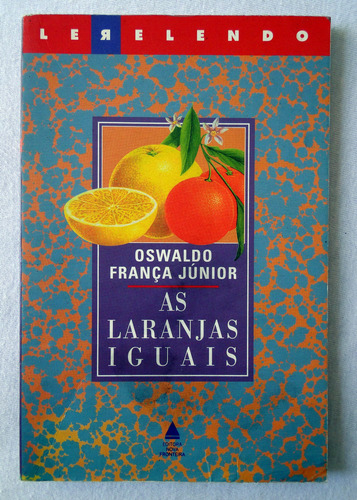 LERELENDO
OSWALDO
FRANÇA JÚNIOR
AS
LARANJAS
IGUAIS
EDITORA
NOVA
FRONTEIRA